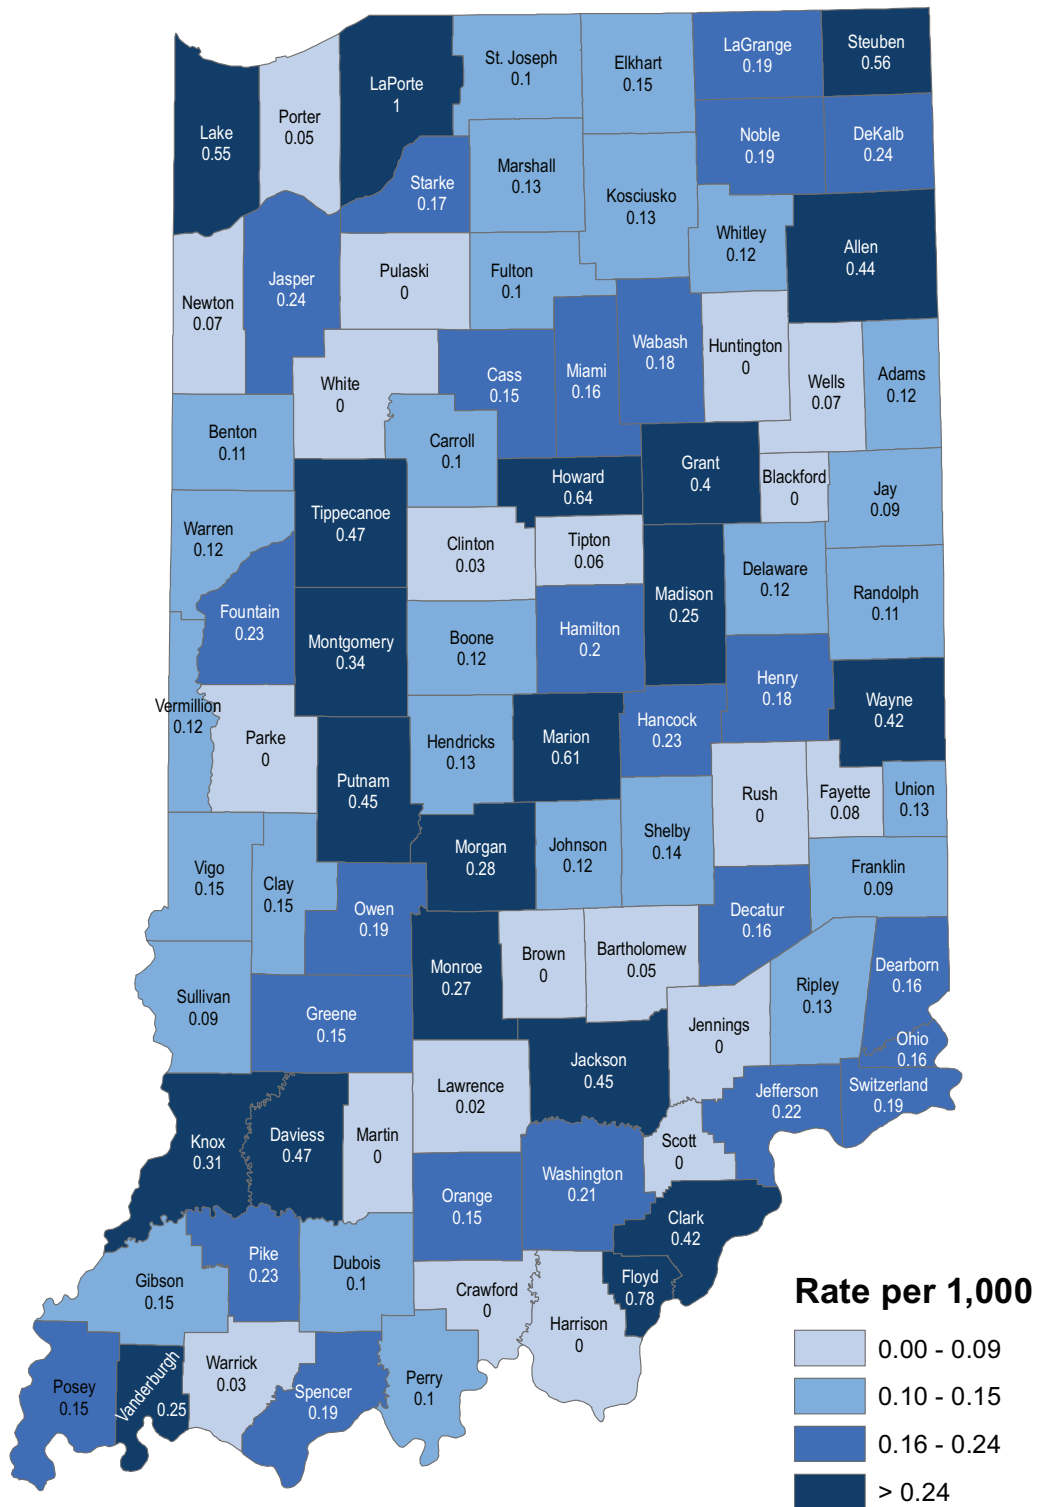 St. Joseph
0.1
Elkhart
0.15
LaGrange
0.19
Steuben
0.56
LaPorte
1
Porter
0.05
Lake
0.55
Noble
0.19
DeKalb
0.24
Marshall
0.13
Starke
0.17
Kosciusko
0.13
Whitley
0.12
Allen
0.44
Pulaski
0
Fulton
0.1
Jasper
0.24
Newton
0.07
Wabash
0.18
Huntington
0
Miami
0.16
Cass
0.15
White
0
Wells
0.07
Adams
0.12
Benton
0.11
Carroll
0.1
Grant
0.4
Howard
0.64
Blackford
0
Jay
0.09
Tippecanoe
0.47
Warren
0.12
Clinton
0.03
Tipton
0.06
Delaware
0.12
Madison
0.25
Randolph
0.11
Fountain
0.23
Montgomery
0.34
Boone
0.12
Hamilton
0.2
Henry
0.18
Wayne
0.42
Vermillion
0.12
Parke
0
Hendricks
0.13
Marion
0.61
Hancock
0.23
Putnam
0.45
Rush
0
Fayette
0.08
Union
0.13
Morgan
0.28
Johnson
0.12
Shelby
0.14
Franklin
0.09
Vigo
0.15
Clay
0.15
Owen
0.19
Decatur
0.16
Monroe
0.27
Brown
0
Bartholomew
0.05
Dearborn
0.16
Ripley
0.13
Sullivan
0.09
Greene
0.15
Jennings
0
Ohio
0.16
Jackson
0.45
Lawrence
0.02
Jefferson
0.22
Switzerland
0.19
Knox
0.31
Daviess
0.47
Martin
0
Scott
0
Washington
0.21
Orange
0.15
Clark
0.42
Pike
0.23
Dubois
0.1
Gibson
0.15
Crawford
0
Floyd
0.78
Harrison
0
Posey
0.15
Vanderburgh
0.25
Warrick
0.03
Spencer
0.19
Perry
0.1
Rate per 1,000
0.00 - 0.09
0.10 - 0.15
0.16 - 0.24
> 0.24